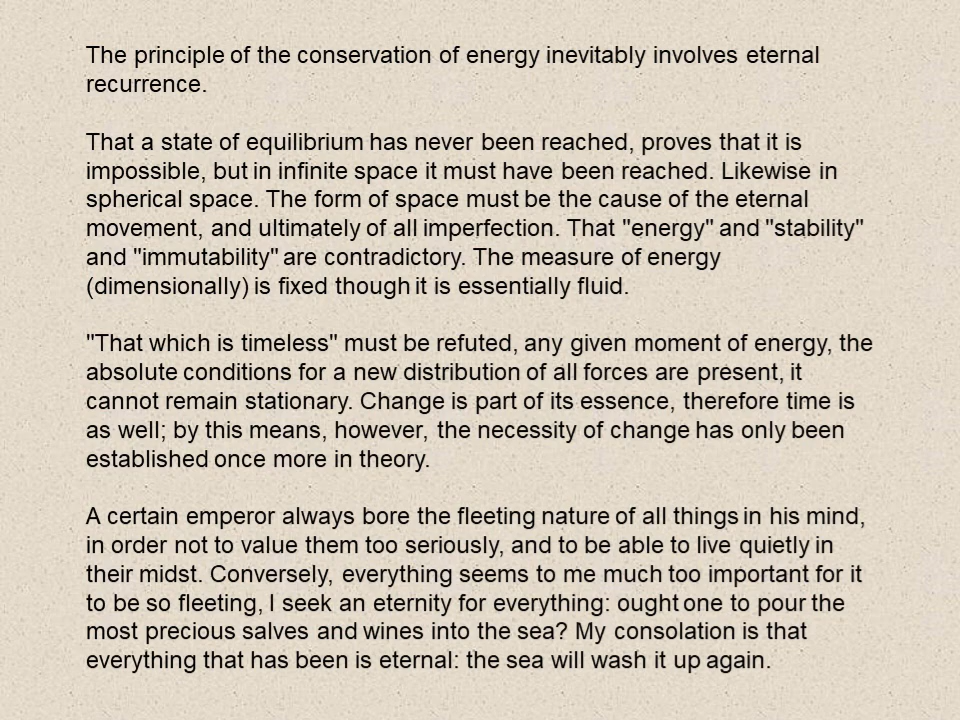 The principle of the conservation of energy inevitably involves eternal
recurrence.
That a state of equilibrium has never been reached, proves that it is
impossible, but in infinite space it must have been reached. Likewise in
spherical space. The form of space must be the cause of the eternal
movement, and ultimately of all imperfection. That "energy" and "stability"
and "immutability" are contradictory. The measure of energy
(dimensionally) is fixed though it is essentially fluid.
"That which is timeless" must be refuted, any given moment of energy, the
absolute conditions for a new distribution of all forces are present, it
cannot remain stationary. Change is part of its essence, therefore time is
as well; by this means, however, the necessity of change has only been
established once more in theory.
A certain emperor always bore the fleeting nature of all things in his mind,
in order not to value them too seriously, and to be able to live quietly in
their midst. Conversely, everything seems to me much too important for it
to be so fleeting, I seek an eternity for everything: ought one to pour the
most precious salves and wines into the sea? My consolation is that
everything that has been is eternal: the sea will wash it up again.